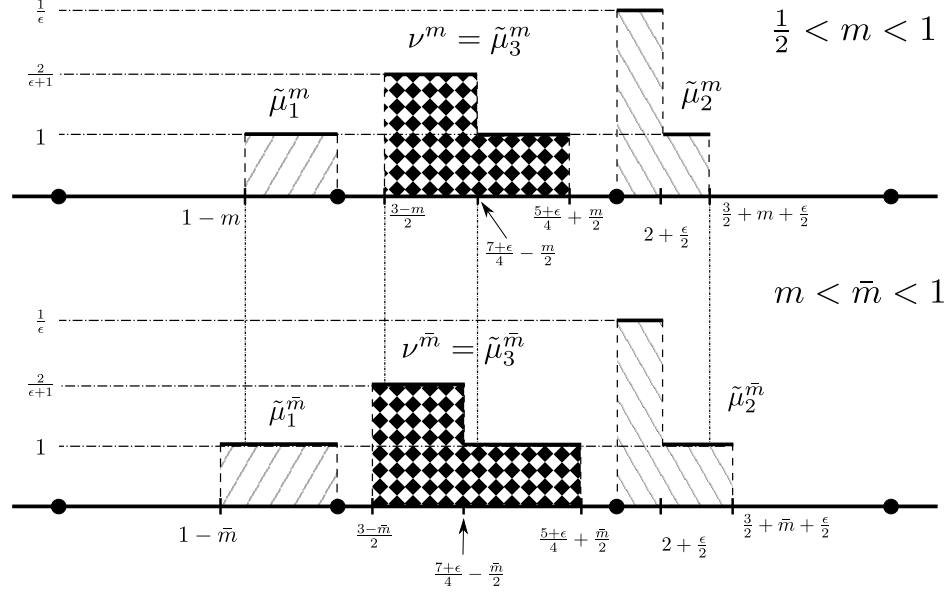 1/ϵ
½ < m < 1
ν^m = μ̃_3^m
2/(ϵ+1)
μ̃_1^m
μ̃_2^m
1
1 − m
(3−m)/2
(5+ϵ)/4 + m/2
3/2 + m + ϵ/2
2 + ϵ/2
(7+ϵ)/4 − m/2
m < m̄ < 1
1/ϵ
ν^m̄ = μ̃_3^m̄
2/(ϵ+1)
μ̃_1^m̄
μ̃_2^m̄
1
1 − m̄
(3−m̄)/2
(5+ϵ)/4 + m̄/2
2 + ϵ/2
3/2 + m̄ + ϵ/2
(7+ϵ)/4 − m̄/2